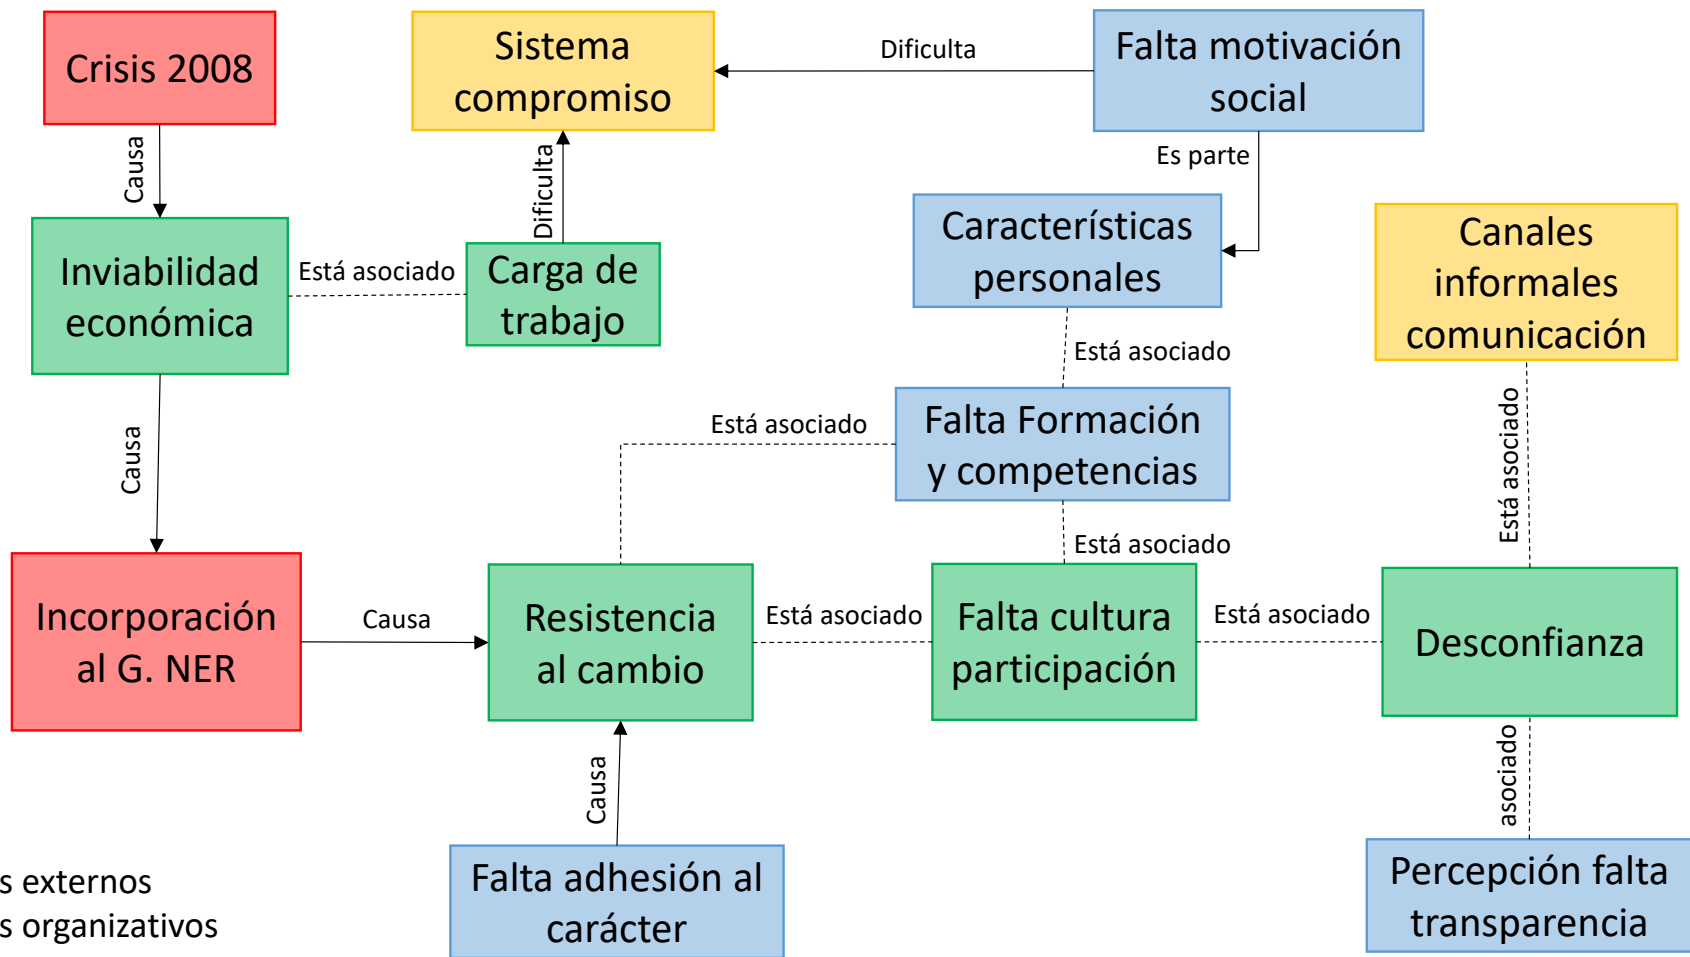 Crisis 2008
Sistema
compromiso
Dificulta
Falta motivación
social
Causa
Dificulta
Es parte
Inviabilidad
económica
Está asociado
Carga de
trabajo
Características
personales
Canales
informales
comunicación
Está asociado
Causa
Está asociado
Falta Formación
y competencias
Está asociado
Está asociado
Incorporación
al G. NER
Causa
Resistencia
al cambio
Está asociado
Falta cultura
participación
Está asociado
Desconfianza
Causa
asociado
Falta adhesión al
carácter
Percepción falta
transparencia
s externos
s organizativos